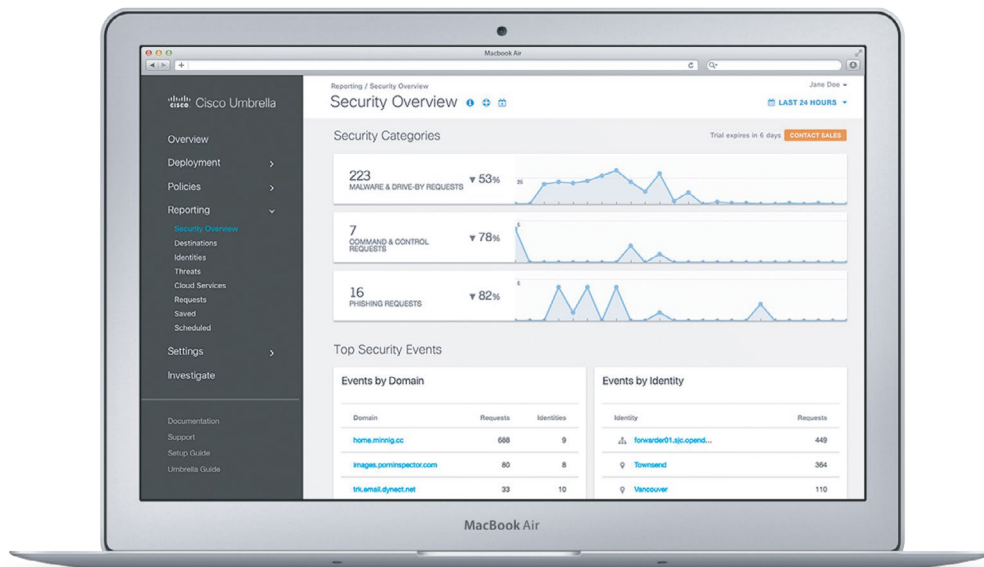 Macbook Air
cisco Cisco Umbrella
Overview
Deployment
Policies
Reporting
Security Overview
Destinations
Identities
Threats
Cloud Services
Requests
Saved
Scheduled
Settings
Investigate
Documentation
Support
Setup Guide
Umbrella Guide
Reporting / Security Overview
Jane Doe
Security Overview
LAST 24 HOURS
Security Categories
Trial expires in 6 days CONTACT SALES
223
MALWARE & DRIVE-BY REQUESTS
▼ 53%
25
7
COMMAND & CONTROL
REQUESTS
▼ 78%
5
16
PHISHING REQUESTS
▼ 82%
5
Top Security Events
Events by Domain
Domain Requests Identities
home.minnig.cc 688 9
images.porninspector.com 80 8
trk.email.dynect.net 33 10
Events by Identity
Identity Requests
forwarder01.sjc.opend... 449
Townsend 364
Vancouver 110
MacBook Air